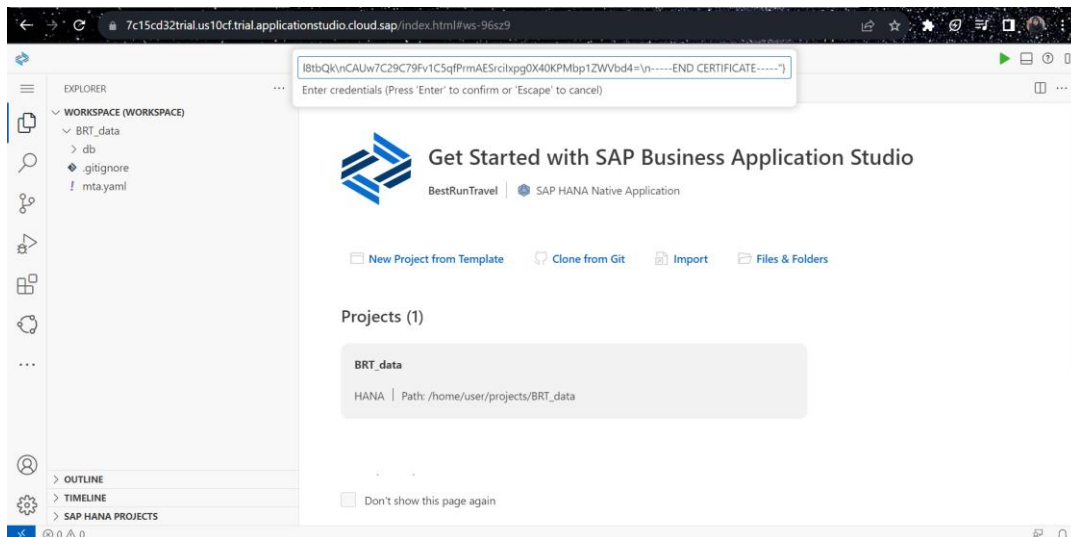 7c15cd32trial.us10cf.trial.applicationstudio.cloud.sap/index.html#ws-96sz9
l8tbQk\nCAUw7C29C79Fv1C5qfPrmAESrcilxpg0X40KPMbp1ZWVbd4=\n-----END CERTIFICATE-----"}
Enter credentials (Press 'Enter' to confirm or 'Escape' to cancel)
EXPLORER
WORKSPACE (WORKSPACE)
BRT_data
db
.gitignore
mta.yaml
Get Started with SAP Business Application Studio
BestRunTravel | SAP HANA Native Application
New Project from Template Clone from Git Import Files & Folders
Projects (1)
BRT_data
HANA | Path: /home/user/projects/BRT_data
Don't show this page again
OUTLINE
TIMELINE
SAP HANA PROJECTS
0 0